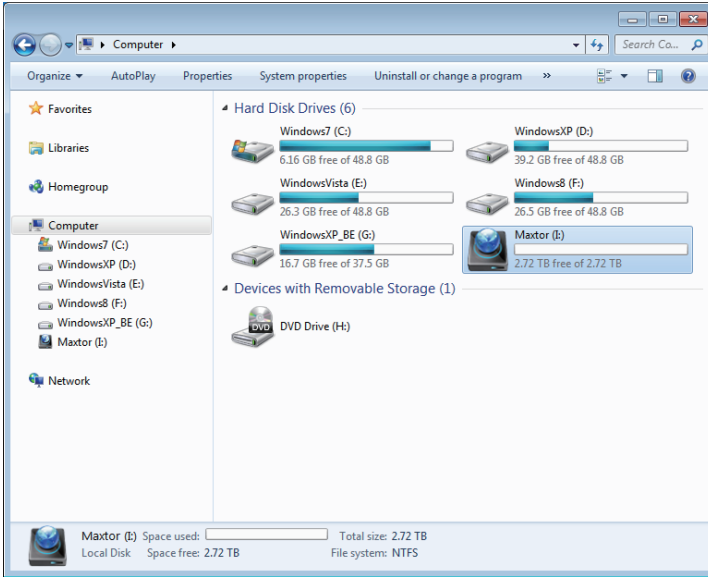 Computer
Search Co...
Organize AutoPlay Properties System properties Uninstall or change a program »
Favorites
Libraries
Homegroup
Computer
Windows7 (C:)
WindowsXP (D:)
WindowsVista (E:)
Windows8 (F:)
WindowsXP_BE (G:)
Maxtor (I:)
Network
Hard Disk Drives (6)
Windows7 (C:)
6.16 GB free of 48.8 GB
WindowsXP (D:)
39.2 GB free of 48.8 GB
WindowsVista (E:)
26.3 GB free of 48.8 GB
Windows8 (F:)
26.5 GB free of 48.8 GB
WindowsXP_BE (G:)
16.7 GB free of 37.5 GB
Maxtor (I:)
2.72 TB free of 2.72 TB
Devices with Removable Storage (1)
DVD
DVD Drive (H:)
Maxtor (I:) Space used: Total size: 2.72 TB
Local Disk Space free: 2.72 TB File system: NTFS